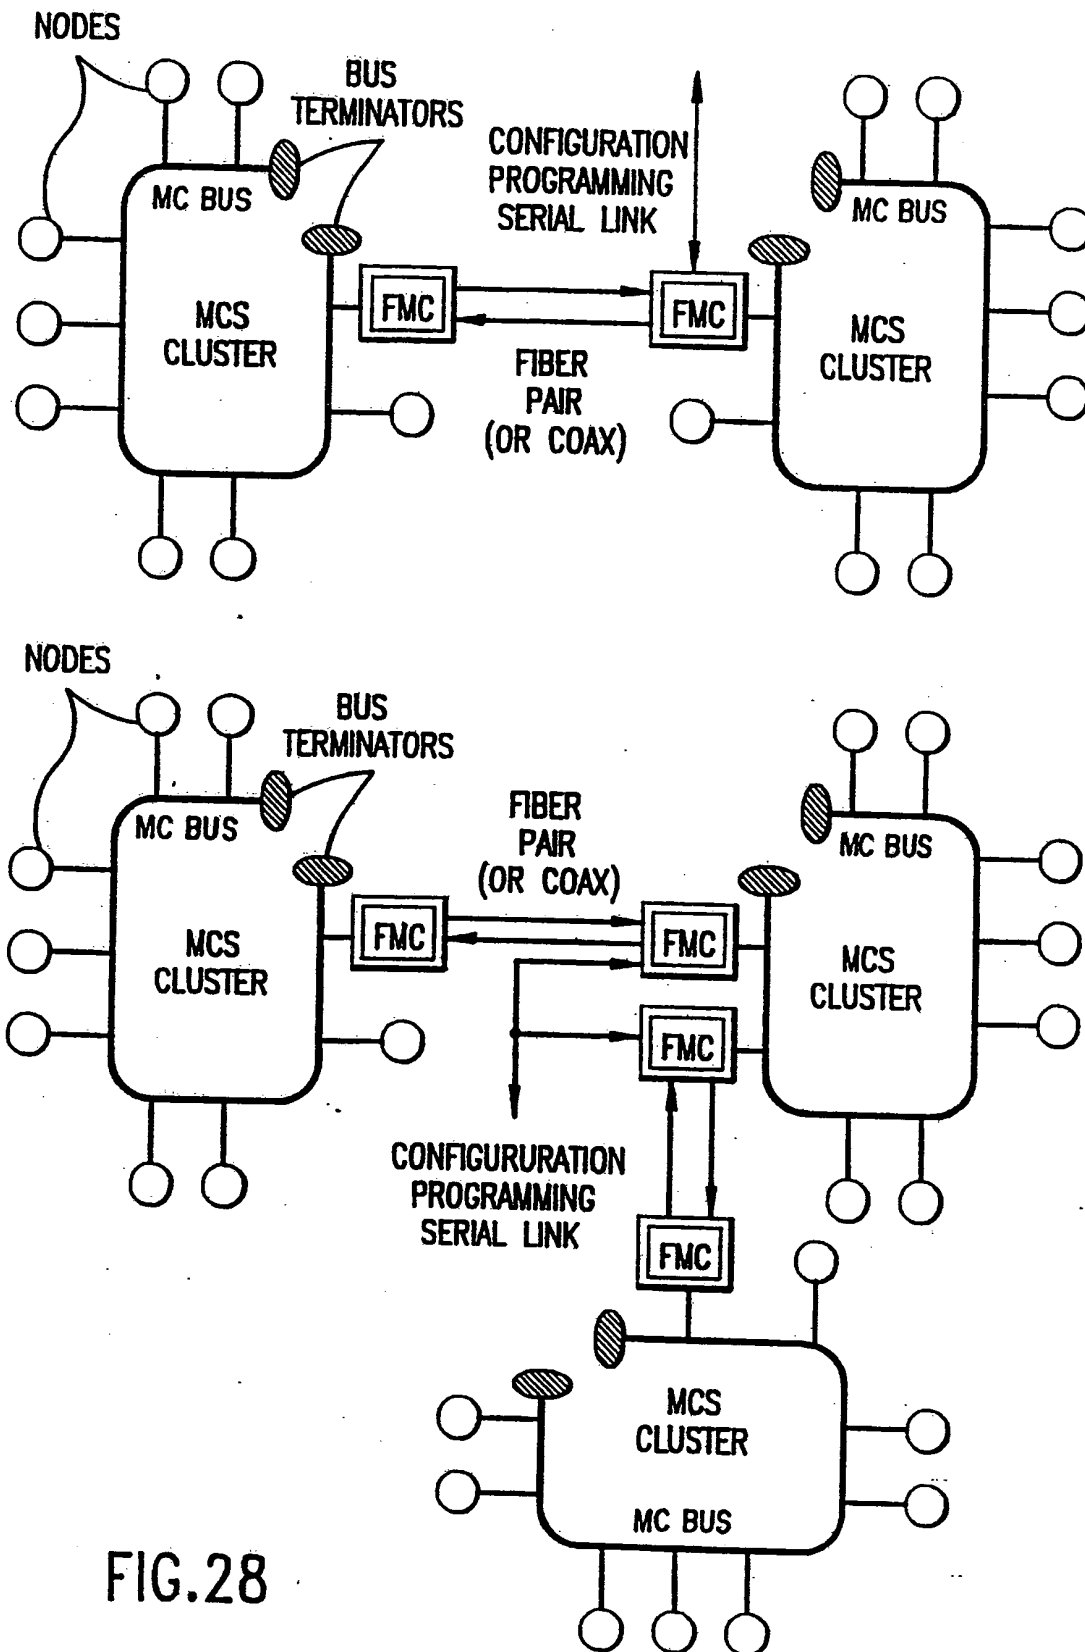 NODES
BUS
TERMINATORS
CONFIGURATION
PROGRAMMING
SERIAL LINK
MC BUS
MC BUS
FMC
FMC
MCS
CLUSTER
MCS
CLUSTER
FIBER
PAIR
(OR COAX)
NODES
BUS
TERMINATORS
FIBER
PAIR
(OR COAX)
MC BUS
MC BUS
FMC
FMC
MCS
CLUSTER
MCS
CLUSTER
FMC
CONFIGURURATION
PROGRAMMING
SERIAL LINK
FMC
MCS
CLUSTER
MC BUS
FIG.28